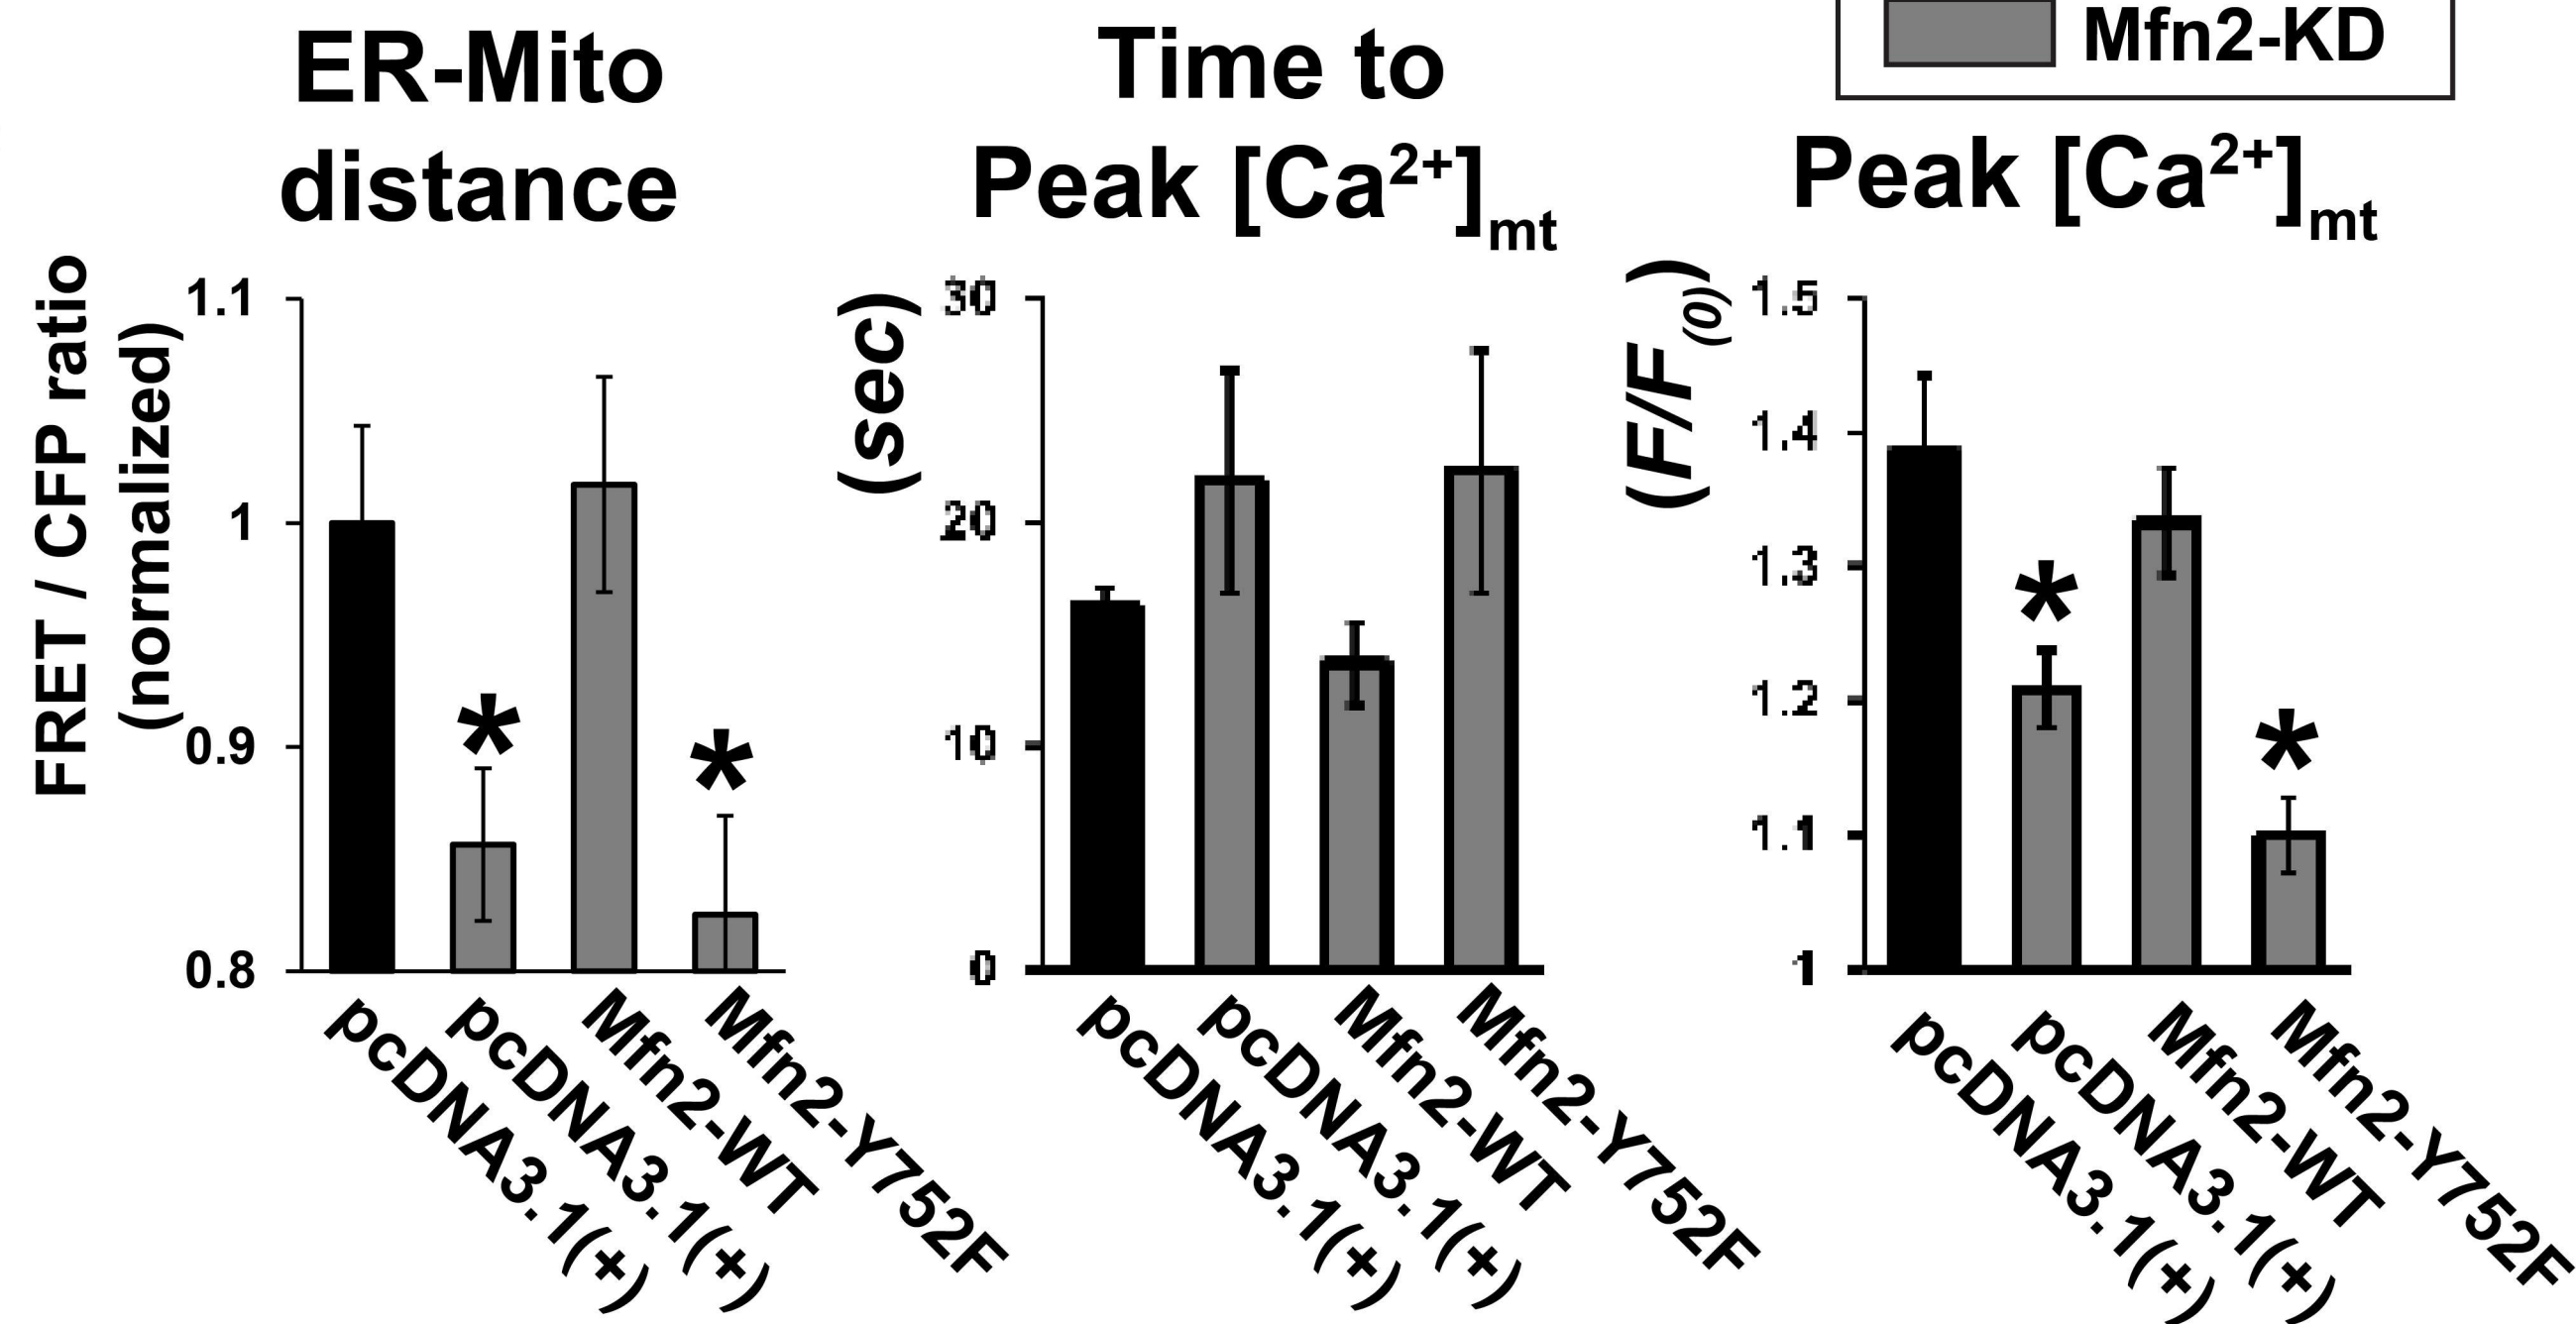 Mfn2-KD
ER-Mito
distance
FRET / CFP ratio
(normalized)
1.1
1
0.9
0.8
*
*
pcDNA3.1(+)
pcDNA3.1(+)
Mfn2-WT
Mfn2-Y752F
Time to
Peak [Ca²⁺]mt
(sec)
30
20
10
0
pcDNA3.1(+)
pcDNA3.1(+)
Mfn2-WT
Mfn2-Y752F
Peak [Ca²⁺]mt
(F/F(0))
1.5
1.4
1.3
1.2
1.1
1
*
*
pcDNA3.1(+)
pcDNA3.1(+)
Mfn2-WT
Mfn2-Y752F